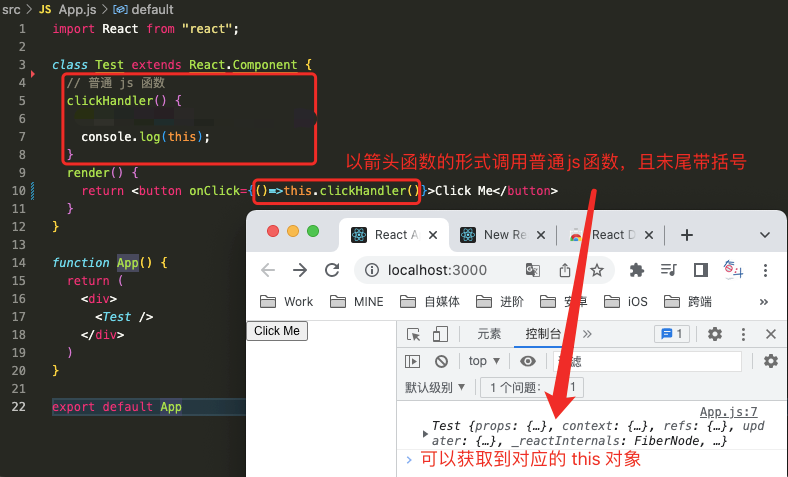 src > JS App.js > default
1 import React from "react";
2
3 class Test extends React.Component {
4 // 普通 js 函数
5 clickHandler() {
6
7 console.log(this);
8 }
9 render() {
10 return <button onClick={()=>this.clickHandler()}>Click Me</button>
11 }
12 }
13
14 function App() {
15 return (
16 <div>
17 <Test />
18 </div>
19 )
20 }
21
22 export default App
以箭头函数的形式调用普通js函数，且末尾带括号
React A
New Re
React D
localhost:3000
Work
MINE
自媒体
进阶
安卓
iOS
跨端
»
Click Me
元素
控制台
»
1
top
滤
默认级别
1 个问题：
1
App.js:7
Test {props: {…}, context: {…}, refs: {…}, upd
ater: {…}, _reactInternals: FiberNode, …}
可以获取到对应的 this 对象